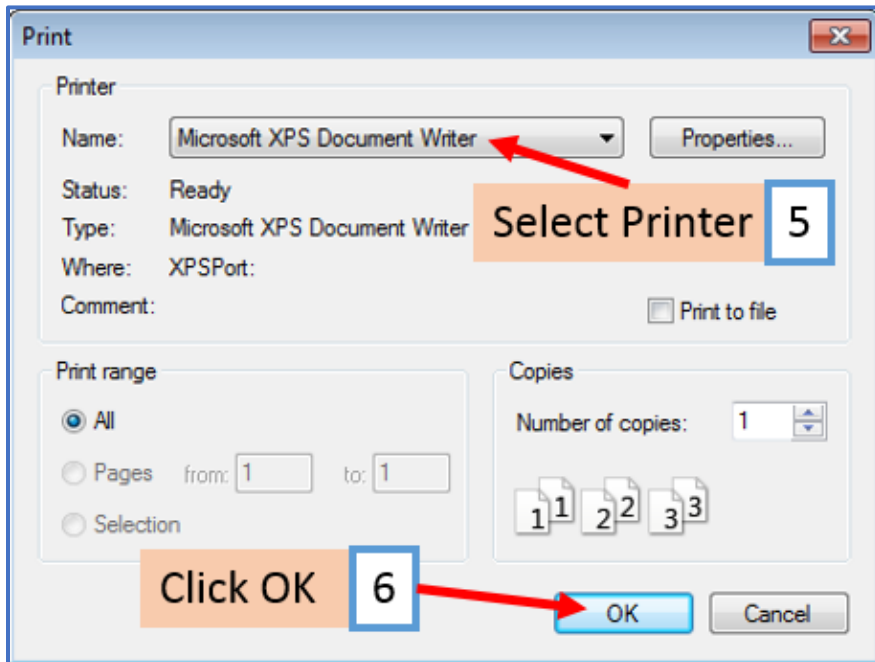 Print
Printer
Name: Microsoft XPS Document Writer Properties...
Status: Ready
Type: Microsoft XPS Document Writer
Select Printer 5
Where: XPSPort:
Comment:
Print to file
Print range
All
Pages from: 1 to: 1
Selection
Copies
Number of copies: 1
1 1 2 2 3 3
Click OK 6
OK Cancel